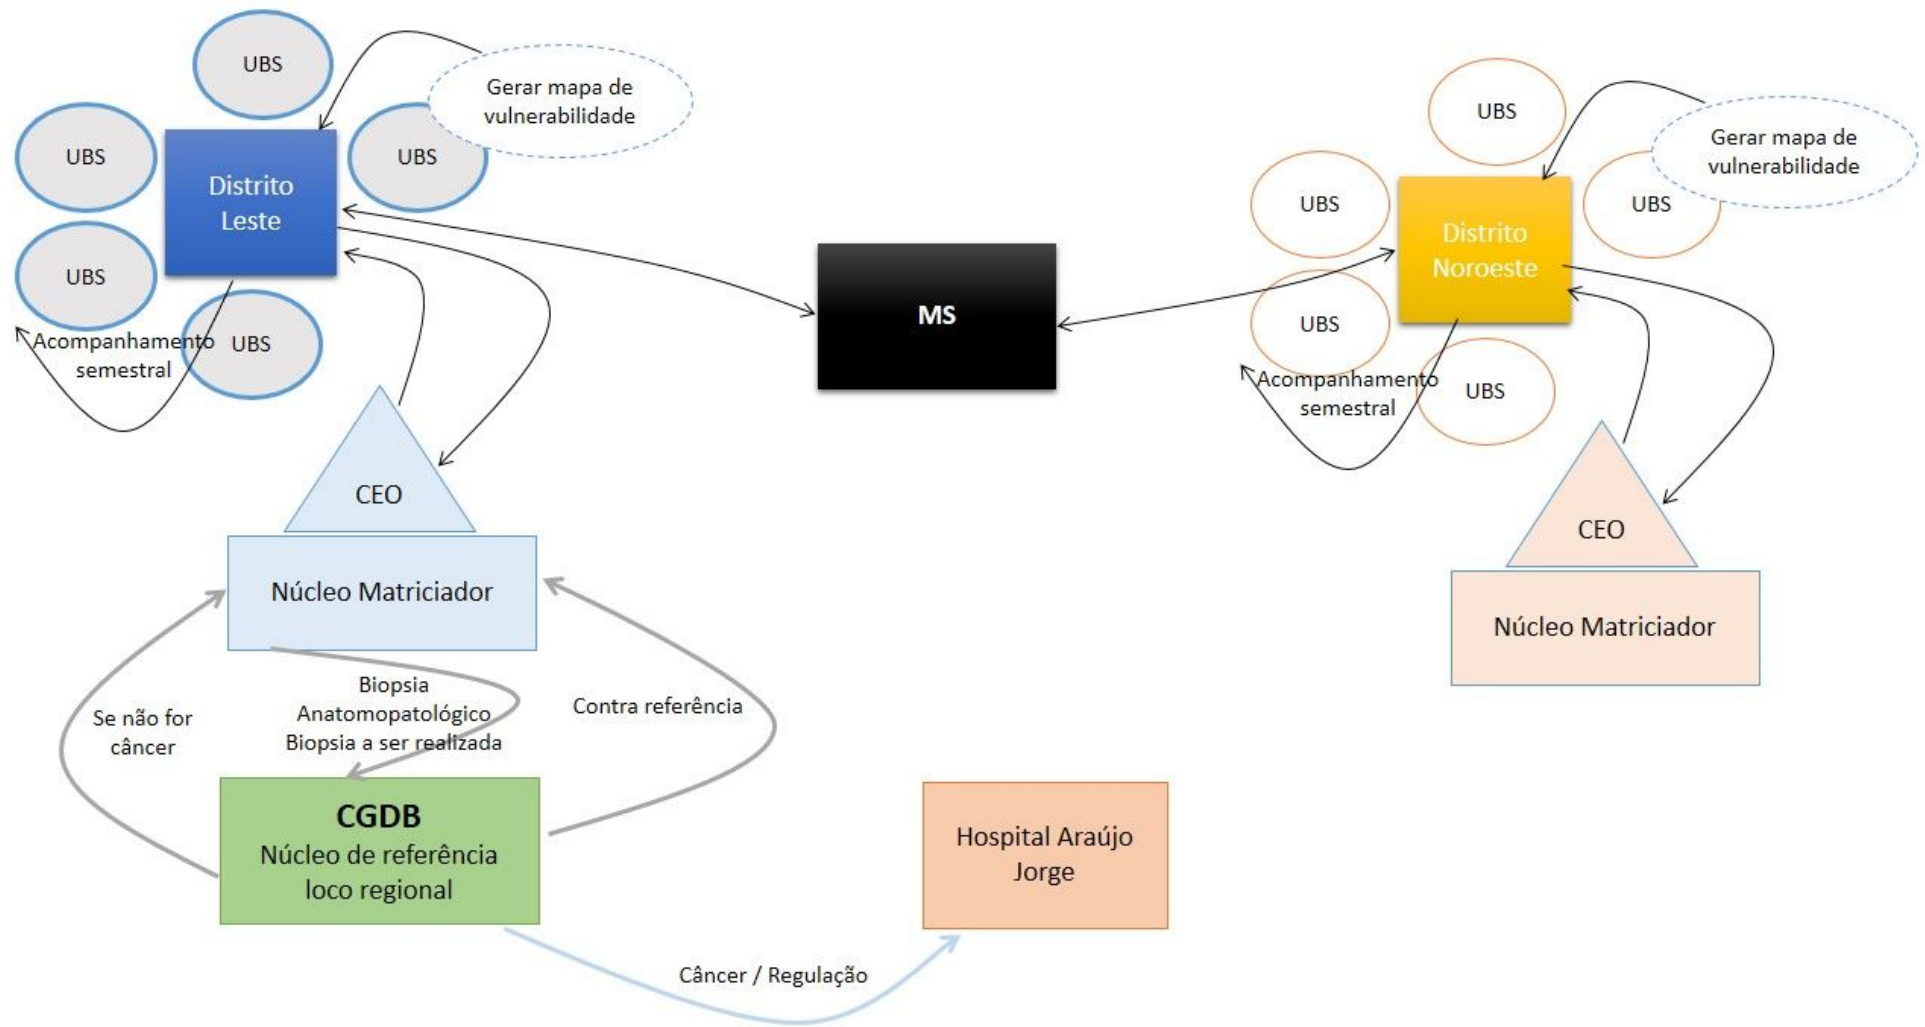 UBS
Gerar mapa de
vulnerabilidade
UBS
UBS
Distrito
Leste
UBS
UBS
Acompanhamento
semestral
MS
UBS
Gerar mapa de
vulnerabilidade
UBS
UBS
Distrito
Noroeste
UBS
Acompanhamento
semestral
UBS
CEO
Núcleo Matriciador
CEO
Núcleo Matriciador
Se não for
câncer
Biopsia
Anatomopatológico
Biopsia a ser realizada
Contra referência
CGDB
Núcleo de referência
loco regional
Hospital Araújo
Jorge
Câncer / Regulação